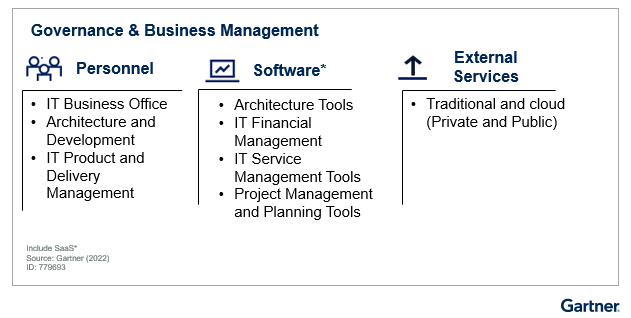 Governance & Business Management
Personnel
• IT Business Office
• Architecture and
Development
• IT Product and
Delivery
Management
Software*
• Architecture Tools
• IT Financial
Management
• IT Service
Management Tools
• Project Management
and Planning Tools
External
Services
• Traditional and cloud
(Private and Public)
Include SaaS*
Source: Gartner (2022)
ID: 779693
Gartner